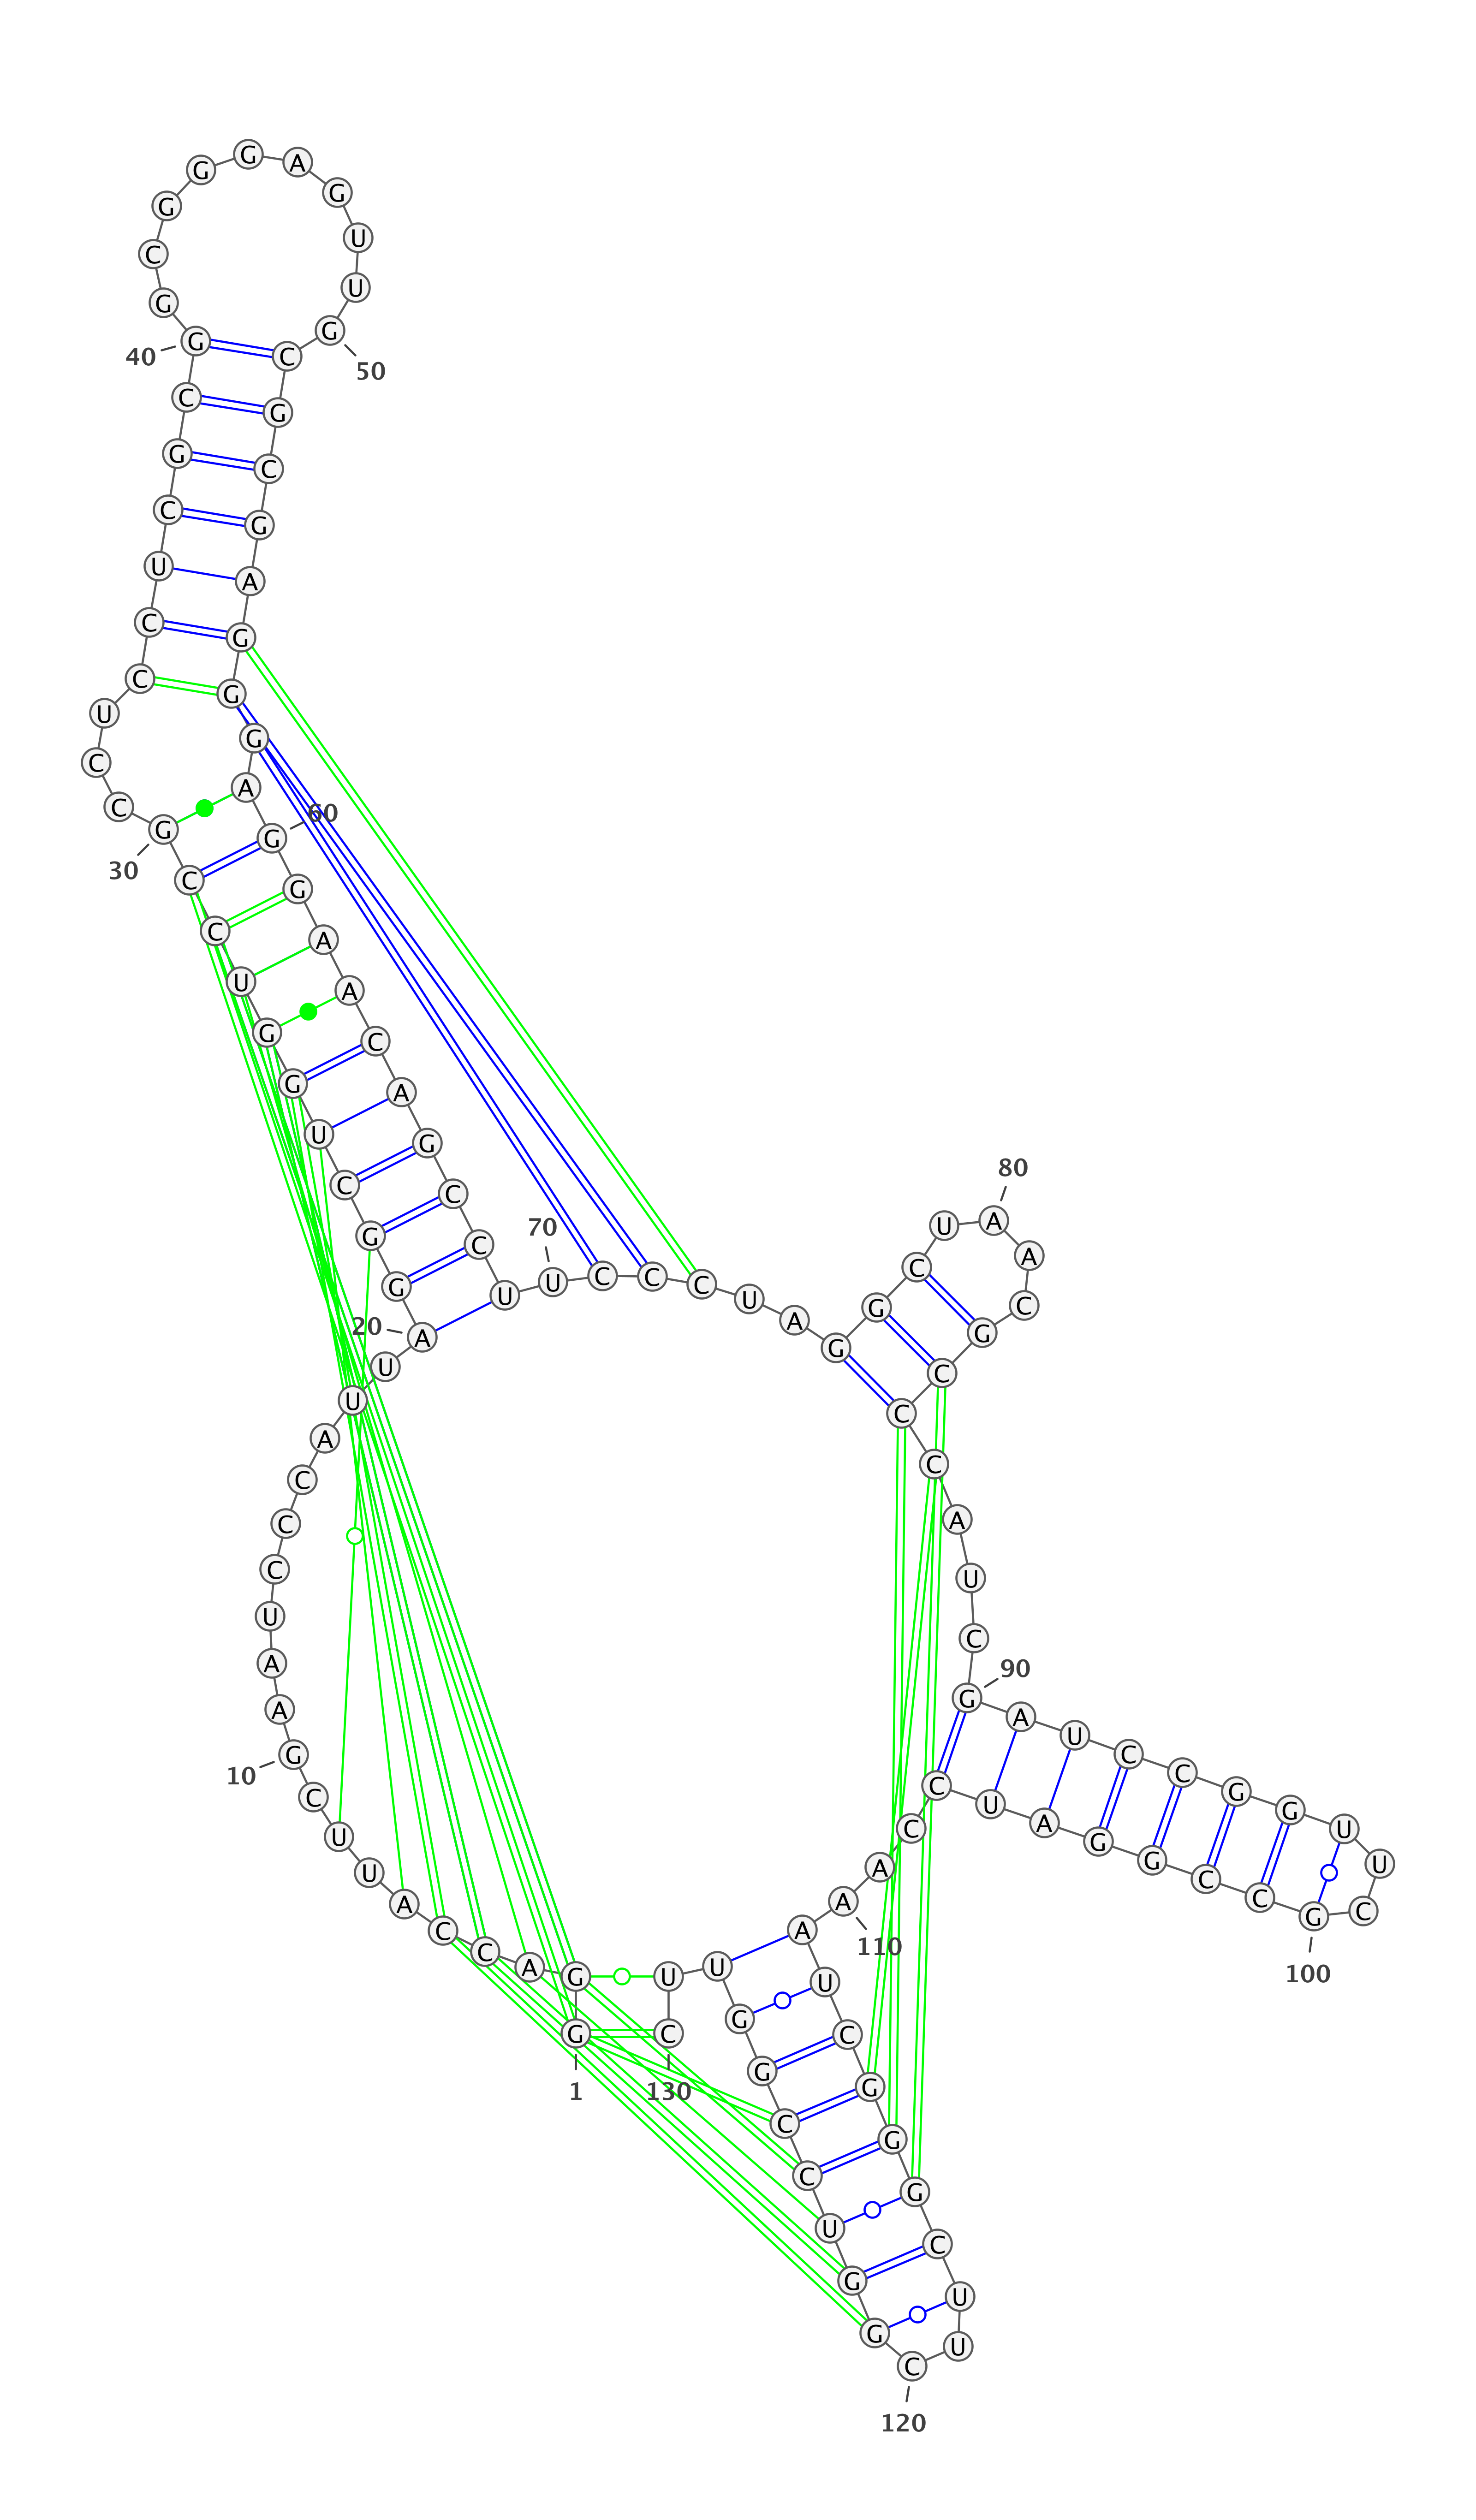 G
1
G A C C A U U C G
10
A A U C C C A U U A
20
G G C U G G U C C G
30
C C U C C U C G C G
40
G C G G G A G U U G
50
C G C G A G G G A G
60
G A A C A G C C U U
70
C C C U A G G C U A
80
A C G C C C A U C G
90
A U C C G G U U C G
100
C C G G A U C C A A
110
A U C G G G C U U C
120
G G U C C G G U U C
130